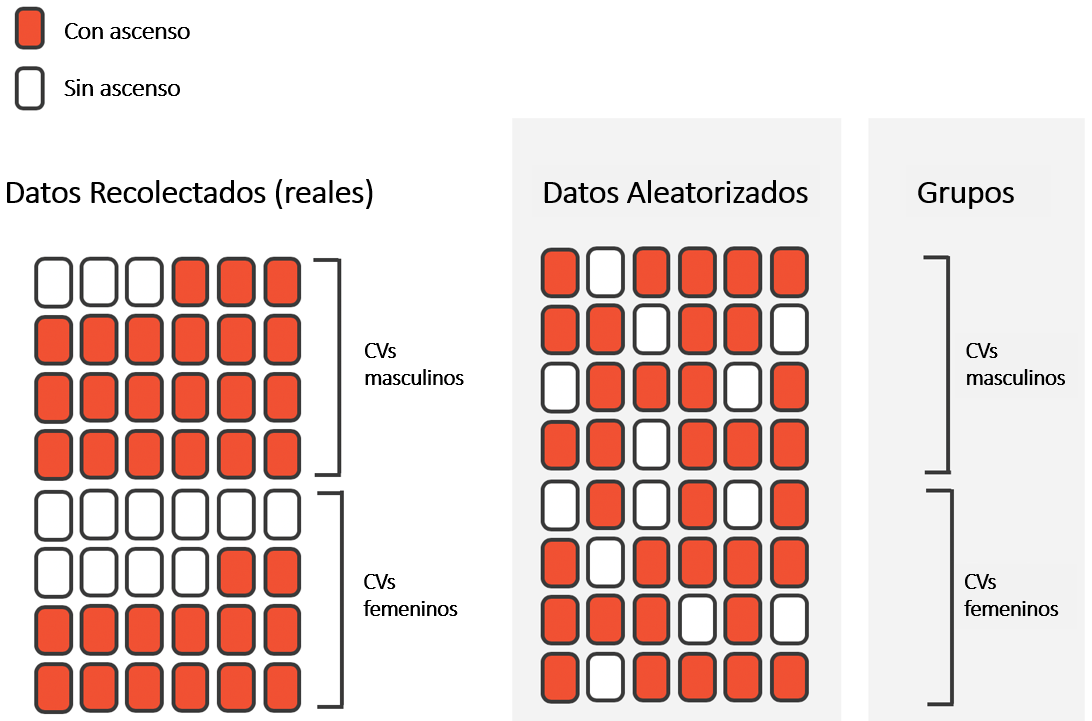 Con ascenso
Sin ascenso
Datos Recolectados (reales)
Datos Aleatorizados
Grupos
CVs
masculinos
CVs
masculinos
CVs
femeninos
CVs
femeninos